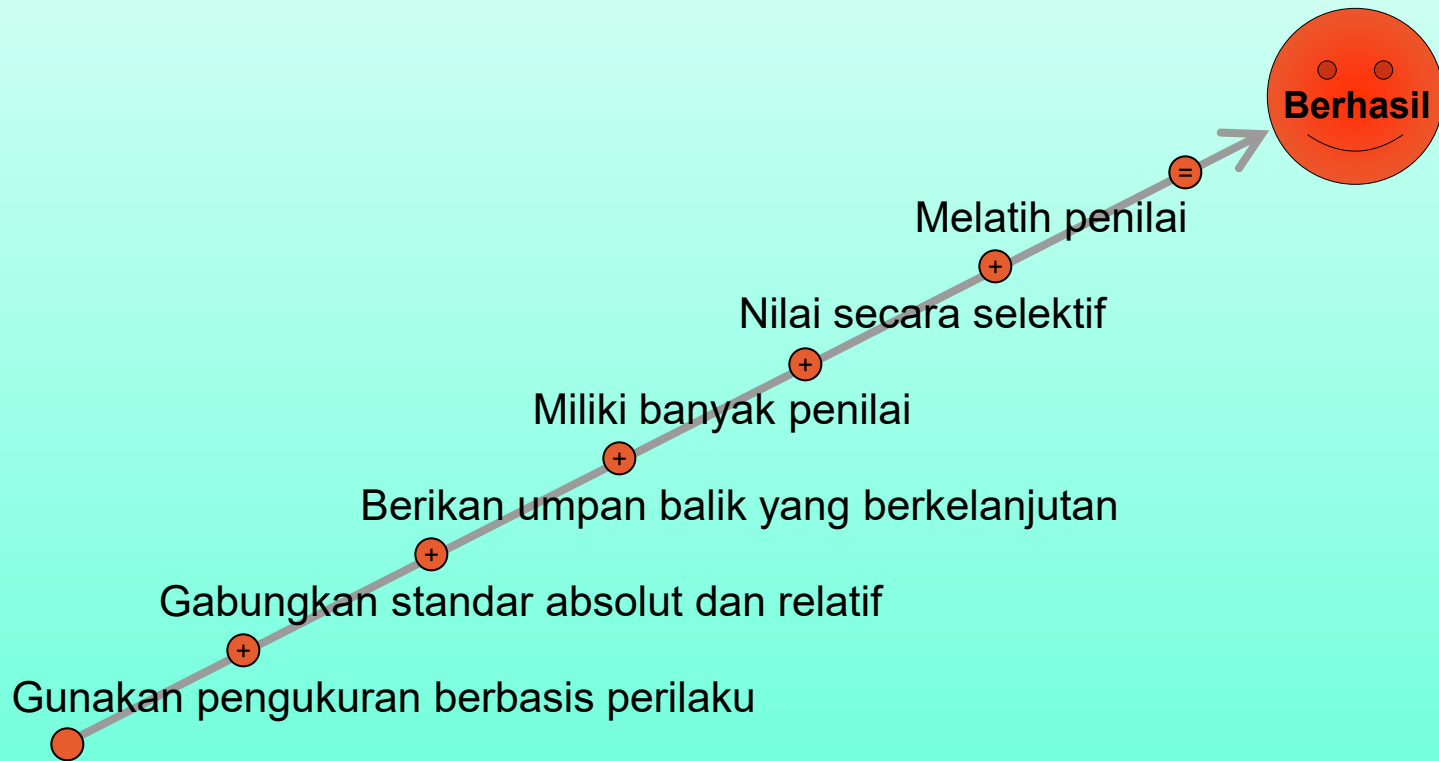 Berhasil
=
Melatih penilai
+
Nilai secara selektif
+
Miliki banyak penilai
+
Berikan umpan balik yang berkelanjutan
+
Gabungkan standar absolut dan relatif
+
Gunakan pengukuran berbasis perilaku